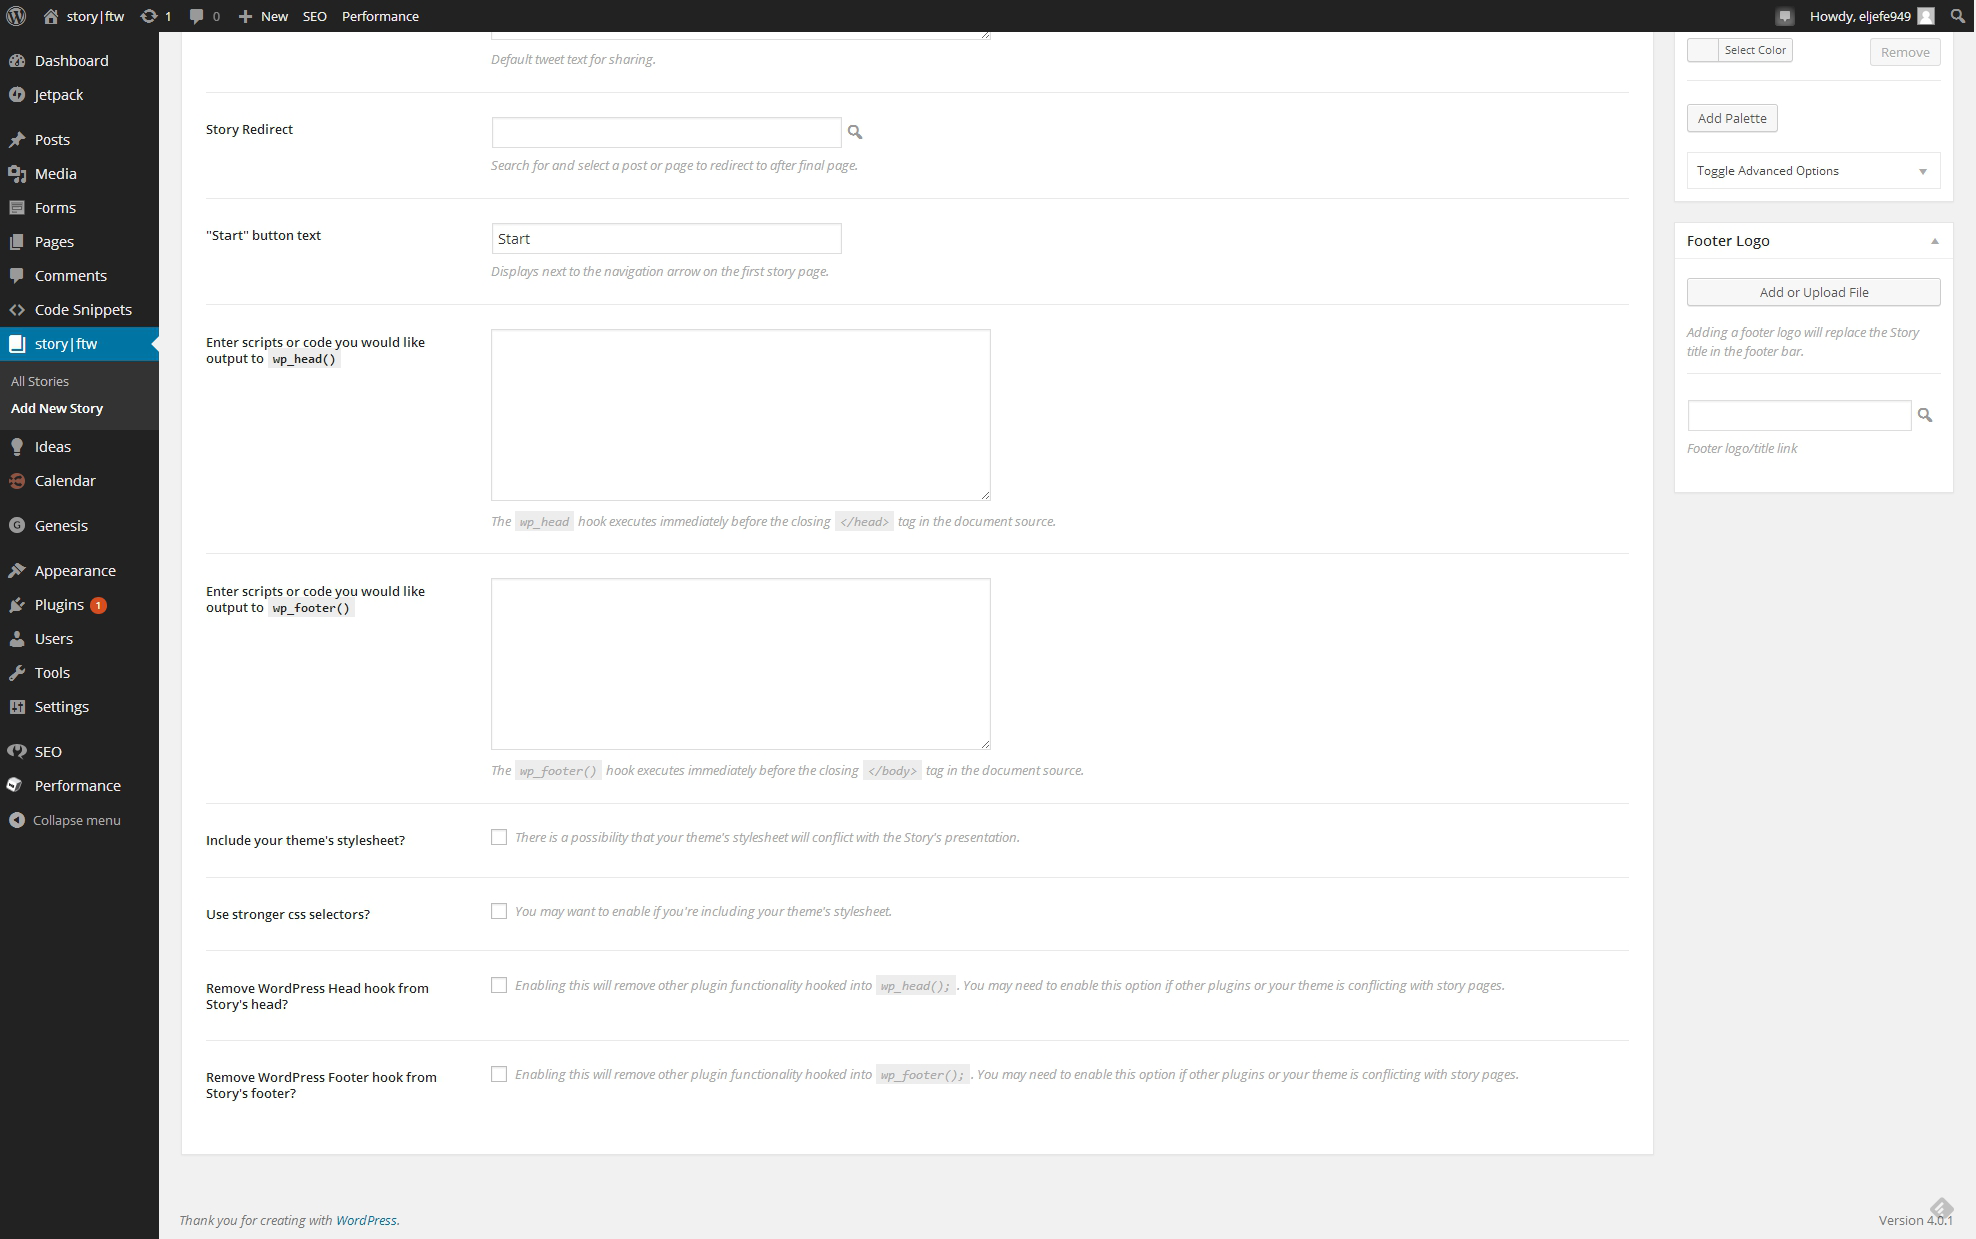 story|ftw 1 0 New SEO Performance Howdy, eljefe949
Dashboard
Jetpack
Posts
Media
Forms
Pages
Comments
Code Snippets
story|ftw
All Stories
Add New Story
Ideas
Calendar
Genesis
Appearance
Plugins 1
Users
Tools
Settings
SEO
Performance
Collapse menu
Default tweet text for sharing.
Story Redirect
Search for and select a post or page to redirect to after final page.
"Start" button text
Start
Displays next to the navigation arrow on the first story page.
Enter scripts or code you would like
output to wp_head()
The wp_head hook executes immediately before the closing </head> tag in the document source.
Enter scripts or code you would like
output to wp_footer()
The wp_footer() hook executes immediately before the closing </body> tag in the document source.
Include your theme's stylesheet?
There is a possibility that your theme's stylesheet will conflict with the Story's presentation.
Use stronger css selectors?
You may want to enable if you're including your theme's stylesheet.
Remove WordPress Head hook from
Story's head?
Enabling this will remove other plugin functionality hooked into wp_head(); . You may need to enable this option if other plugins or your theme is conflicting with story pages.
Remove WordPress Footer hook from
Story's footer?
Enabling this will remove other plugin functionality hooked into wp_footer(); . You may need to enable this option if other plugins or your theme is conflicting with story pages.
Select Color
Remove
Add Palette
Toggle Advanced Options
Footer Logo
Add or Upload File
Adding a footer logo will replace the Story
title in the footer bar.
Footer logo/title link
Thank you for creating with WordPress.
Version 4.0.1